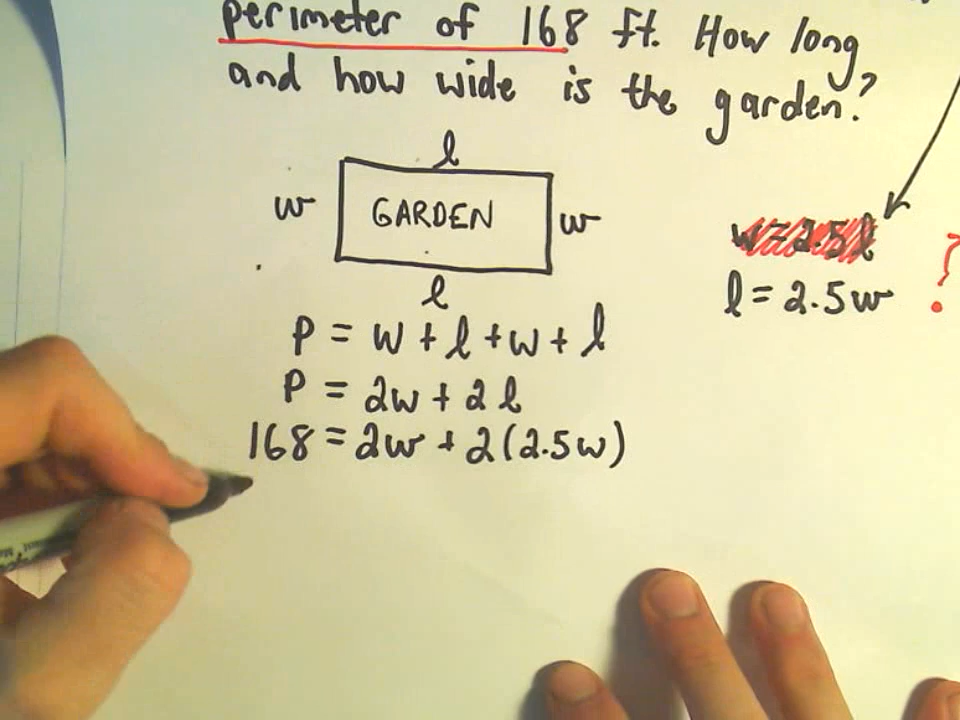 perimeter of 168 ft. How long
and how wide is the garden?
l
w GARDEN w
l
w = 2.5l
l = 2.5w ?
P = w + l + w + l
P = 2w + 2l
168 = 2w + 2(2.5w)